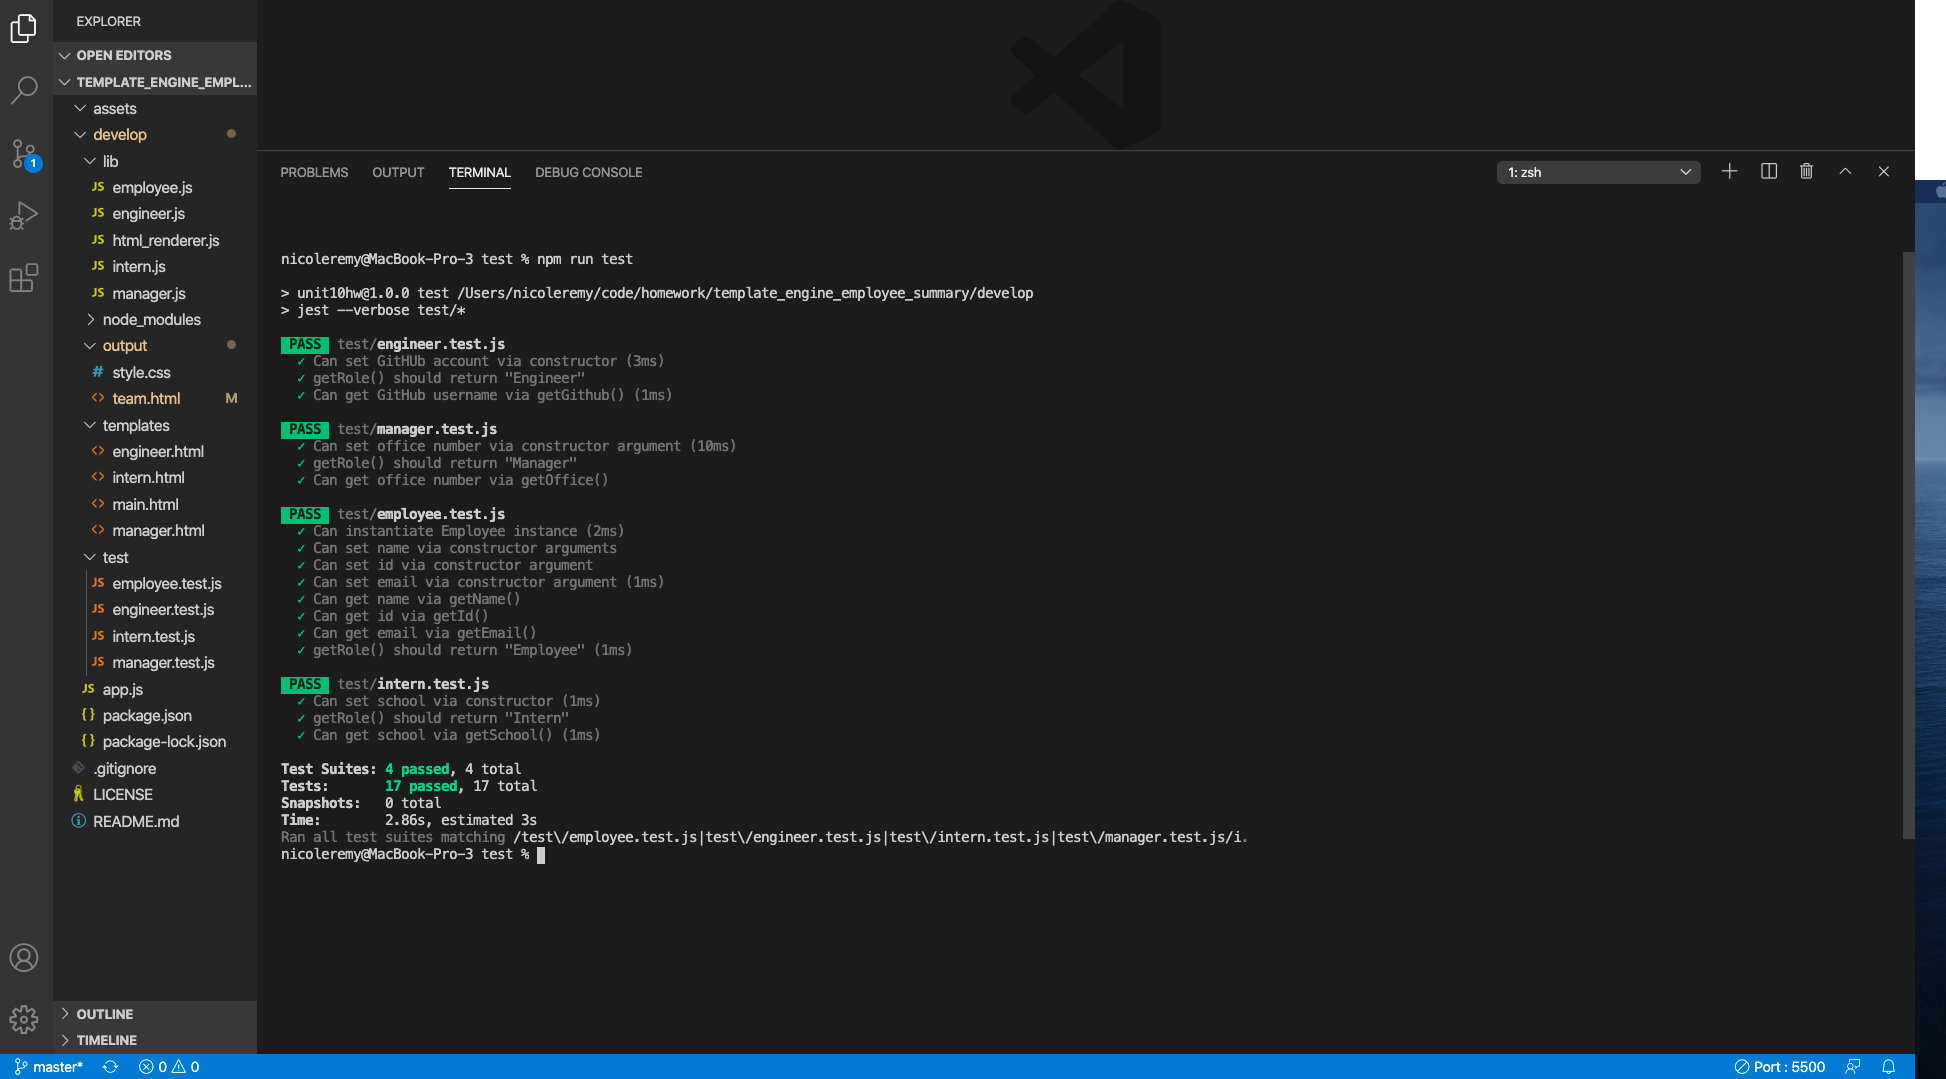 EXPLORER
OPEN EDITORS
TEMPLATE_ENGINE_EMPL...
assets
develop
lib
JS employee.js
JS engineer.js
JS html_renderer.js
JS intern.js
JS manager.js
node_modules
output
# style.css
<> team.html M
templates
<> engineer.html
<> intern.html
<> main.html
<> manager.html
test
JS employee.test.js
JS engineer.test.js
JS intern.test.js
JS manager.test.js
JS app.js
{} package.json
{} package-lock.json
.gitignore
LICENSE
README.md
OUTLINE
TIMELINE
1
PROBLEMS OUTPUT TERMINAL DEBUG CONSOLE 1: zsh
nicoleremy@MacBook-Pro-3 test % npm run test
> unit10hw@1.0.0 test /Users/nicoleremy/code/homework/template_engine_employee_summary/develop
> jest --verbose test/*
PASS test/engineer.test.js
✓ Can set GitHUb account via constructor (3ms)
✓ getRole() should return "Engineer"
✓ Can get GitHub username via getGithub() (1ms)
PASS test/manager.test.js
✓ Can set office number via constructor argument (10ms)
✓ getRole() should return "Manager"
✓ Can get office number via getOffice()
PASS test/employee.test.js
✓ Can instantiate Employee instance (2ms)
✓ Can set name via constructor arguments
✓ Can set id via constructor argument
✓ Can set email via constructor argument (1ms)
✓ Can get name via getName()
✓ Can get id via getId()
✓ Can get email via getEmail()
✓ getRole() should return "Employee" (1ms)
PASS test/intern.test.js
✓ Can set school via constructor (1ms)
✓ getRole() should return "Intern"
✓ Can get school via getSchool() (1ms)
Test Suites: 4 passed, 4 total
Tests: 17 passed, 17 total
Snapshots: 0 total
Time: 2.86s, estimated 3s
Ran all test suites matching /test\/employee.test.js|test\/engineer.test.js|test\/intern.test.js|test\/manager.test.js/i.
nicoleremy@MacBook-Pro-3 test %
master* 0 0 Port : 5500